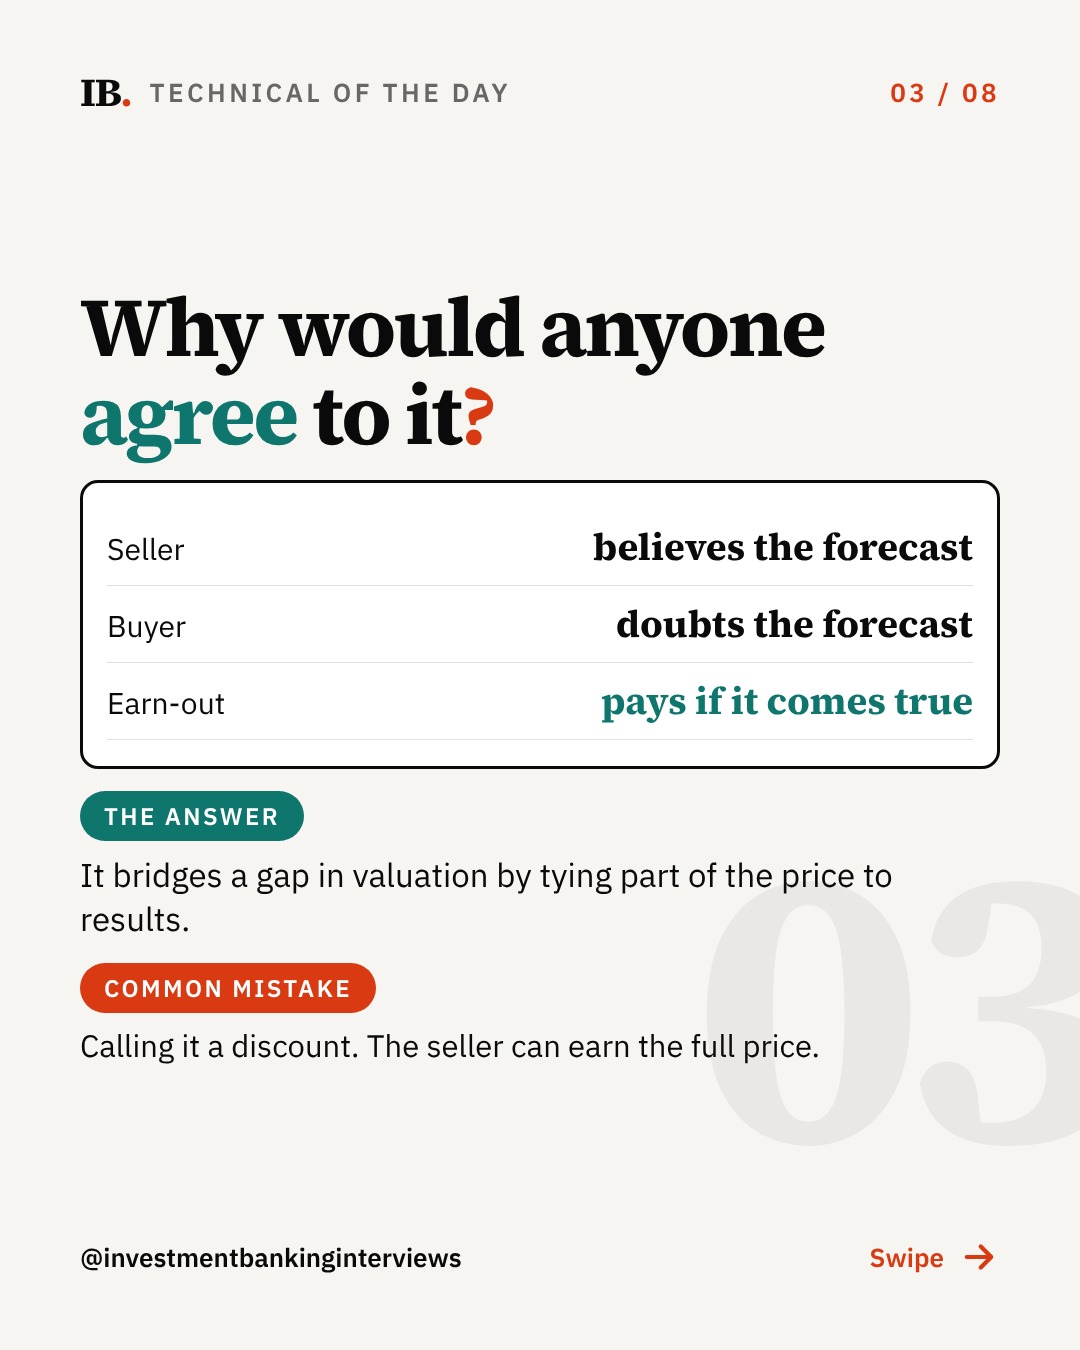 IB. TECHNICAL OF THE DAY
03 / 08
Why would anyone
agree to it?
Seller believes the forecast
Buyer doubts the forecast
Earn-out pays if it comes true
THE ANSWER
It bridges a gap in valuation by tying part of the price to
results.
COMMON MISTAKE
Calling it a discount. The seller can earn the full price.
03
@investmentbankinginterviews
Swipe →